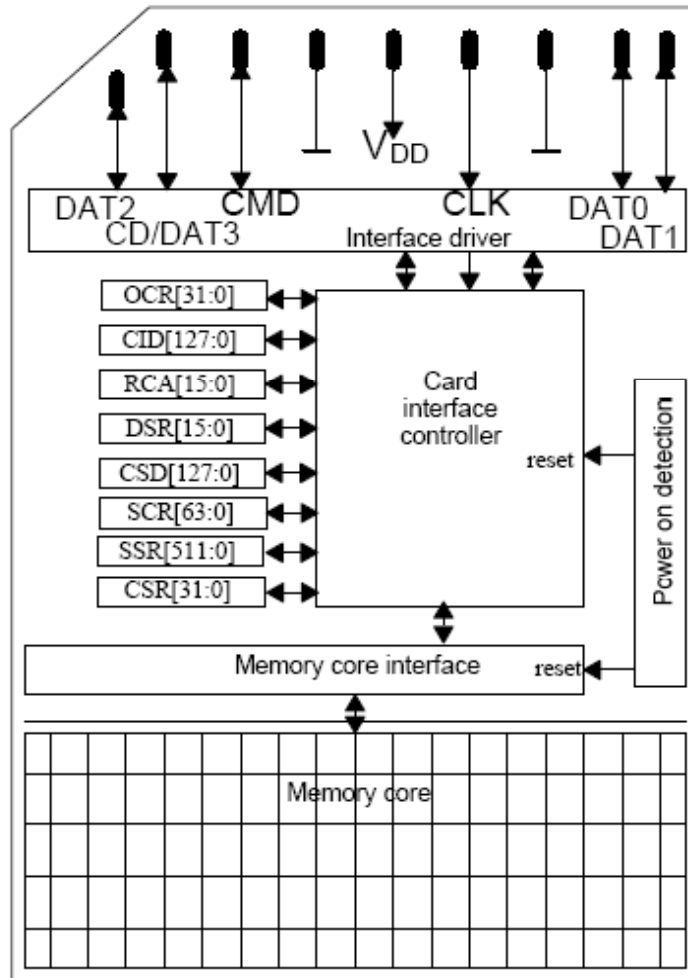 V_DD
DAT2
CMD
CLK
DAT0
CD/DAT3
Interface driver
DAT1
OCR[31:0]
CID[127:0]
RCA[15:0]
DSR[15:0]
CSD[127:0]
SCR[63:0]
SSR[511:0]
CSR[31:0]
Card
interface
controller
reset
Power on detection
Memory core interface
reset
Memory core